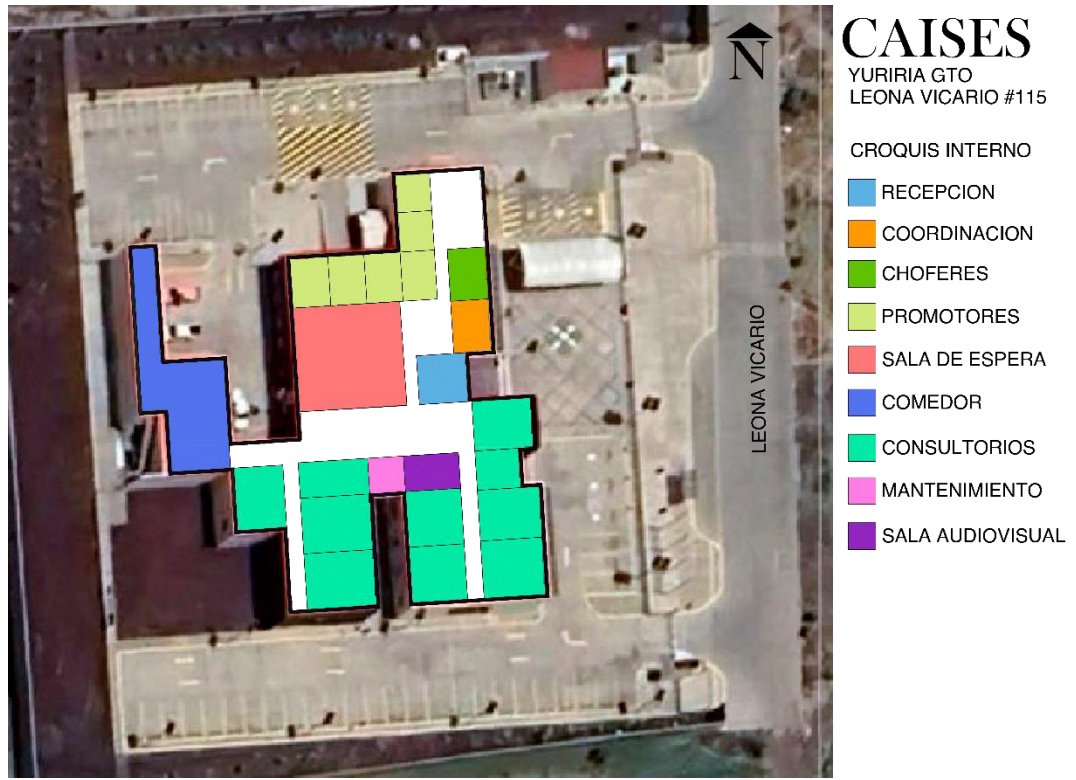 N
CAISES
YURIRIA GTO
LEONA VICARIO #115
CROQUIS INTERNO
RECEPCION
COORDINACION
CHOFERES
PROMOTORES
SALA DE ESPERA
COMEDOR
CONSULTORIOS
MANTENIMIENTO
SALA AUDIOVISUAL
LEONA VICARIO